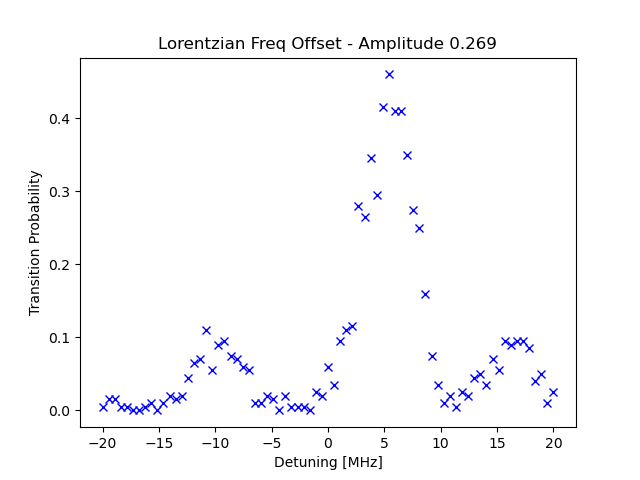 Lorentzian Freq Offset - Amplitude 0.269
Transition Probability
0.4
0.3
0.2
0.1
0.0
−20 −15 −10 −5 0 5 10 15 20
Detuning [MHz]